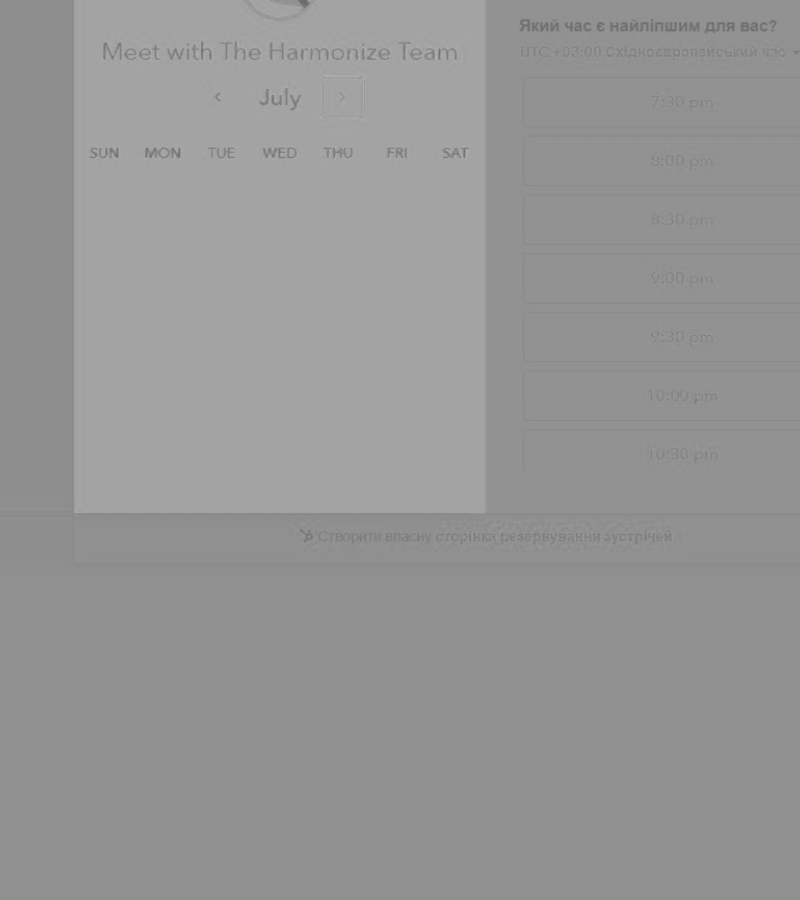 Meet with The Harmonize Team
July
SUN MON TUE WED THU FRI SAT
Який час є найліпшим для вас?
UTC +03:00 Східноєвропейський час
7:30 pm
8:00 pm
8:30 pm
9:00 pm
9:30 pm
10:00 pm
10:30 pm
Створити власну сторінка резервування зустрічей